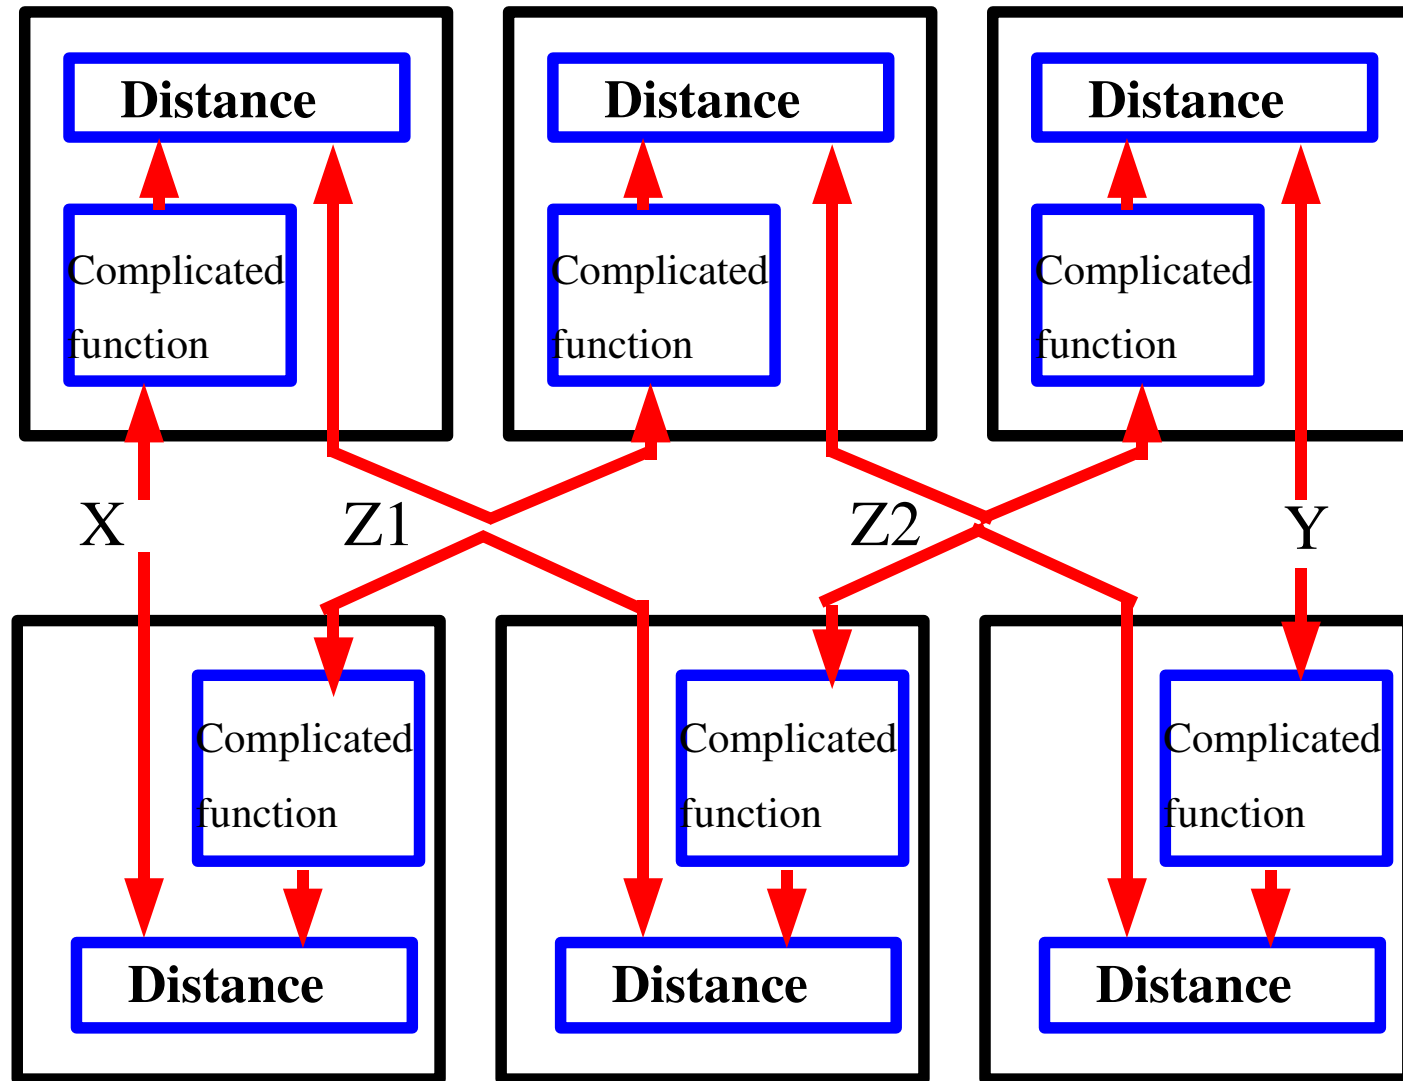 Distance
Distance
Distance
Complicated
function
Complicated
function
Complicated
function
X
Z1
Z2
Y
Complicated
function
Complicated
function
Complicated
function
Distance
Distance
Distance